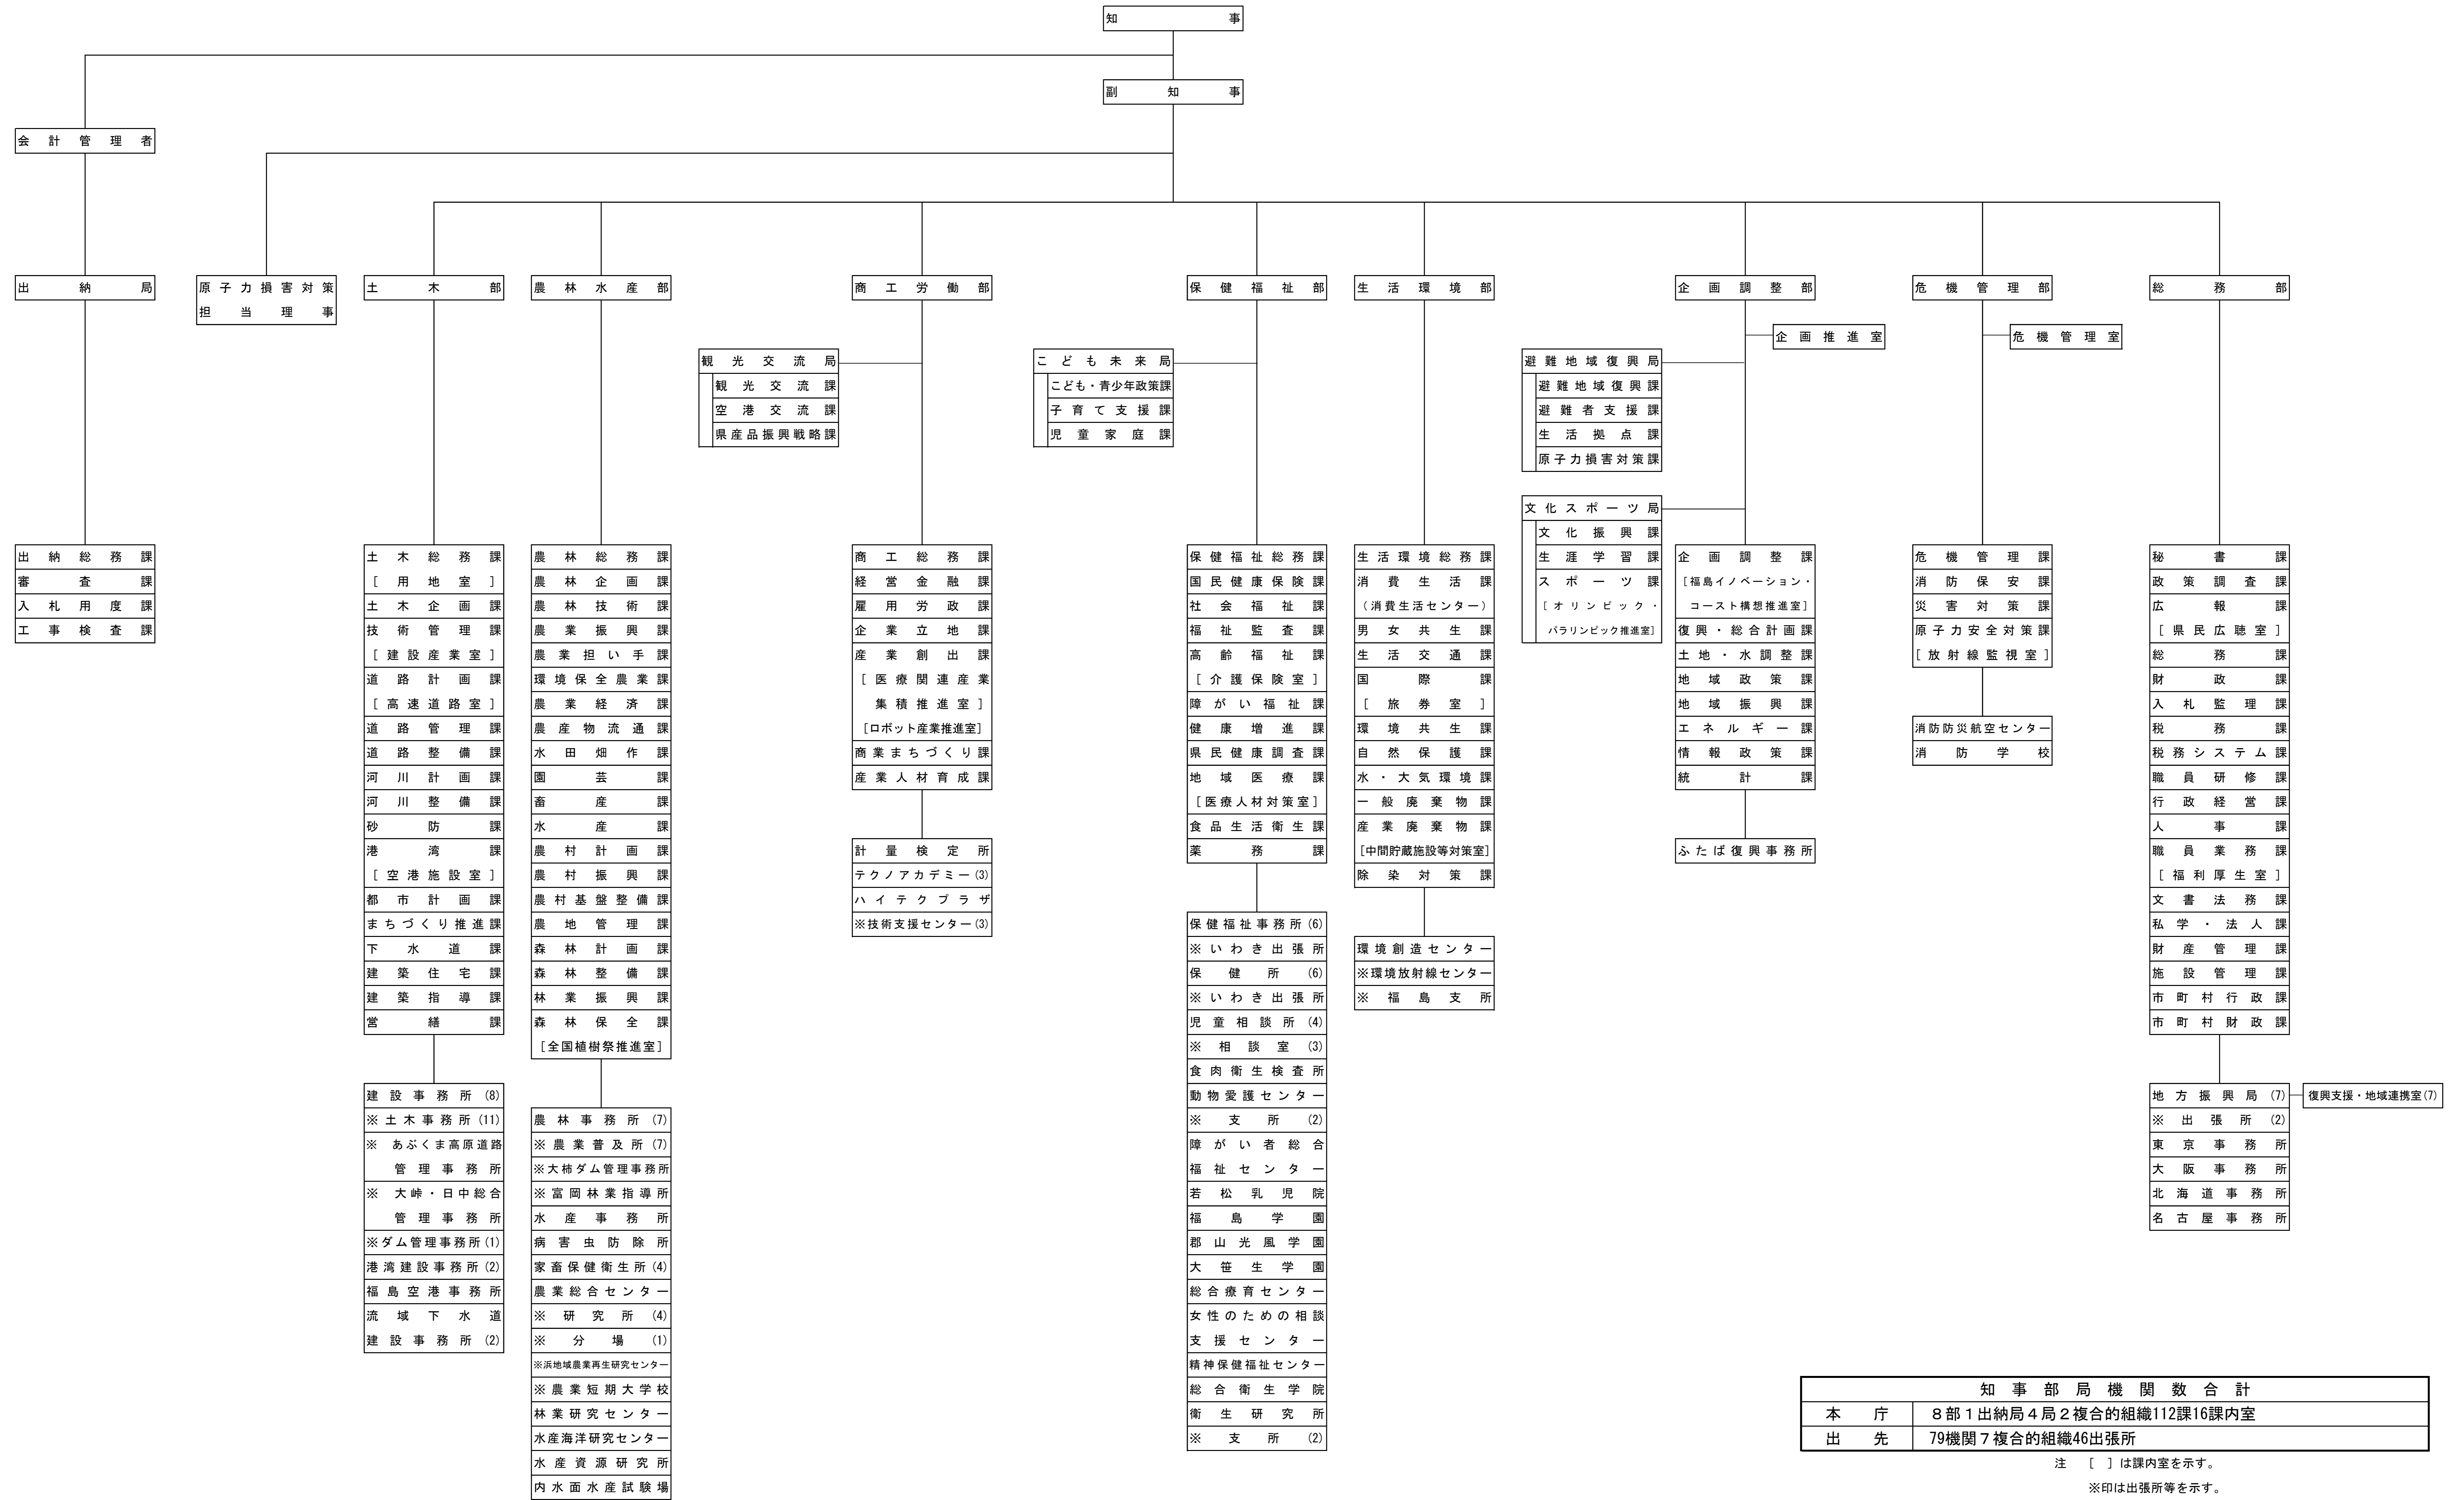 知事
副知事
会計管理者
出納局
原子力損害対策
担当理事
土木部
農林水産部
商工労働部
保健福祉部
生活環境部
企画調整部
危機管理部
総務部
企画推進室
危機管理室
観光交流局
観光交流課
空港交流課
県産品振興戦略課
こども未来局
こども・青少年政策課
子育て支援課
児童家庭課
避難地域復興局
避難地域復興課
避難者支援課
生活拠点課
原子力損害対策課
文化スポーツ局
文化振興課
生涯学習課
スポーツ課
[オリンピック・
パラリンピック推進室]
出納総務課
審査課
入札用度課
工事検査課
土木総務課
[用地室]
土木企画課
技術管理課
[建設産業室]
道路計画課
[高速道路室]
道路管理課
道路整備課
河川計画課
河川整備課
砂防課
港湾課
[空港施設室]
都市計画課
まちづくり推進課
下水道課
建築住宅課
建築指導課
営繕課
建設事務所(8)
※土木事務所(11)
※ あぶくま高原道路
管理事務所
※ 大峠・日中総合
管理事務所
※ダム管理事務所(1)
港湾建設事務所(2)
福島空港事務所
流域下水道
建設事務所(2)
農林総務課
農林企画課
農林技術課
農業振興課
農業担い手課
環境保全農業課
農業経済課
農産物流通課
水田畑作課
園芸課
畜産課
水産課
農村計画課
農村振興課
農村基盤整備課
農地管理課
森林計画課
森林整備課
林業振興課
森林保全課
[全国植樹祭推進室]
農林事務所(7)
※農業普及所(7)
※大柿ダム管理事務所
※富岡林業指導所
水産事務所
病害虫防除所
家畜保健衛生所(4)
農業総合センター
※研究所(4)
※分場(1)
※浜地域農業再生研究センター
※農業短期大学校
林業研究センター
水産海洋研究センター
水産資源研究所
内水面水産試験場
商工総務課
経営金融課
雇用労政課
企業立地課
産業創出課
[医療関連産業
集積推進室]
[ロボット産業推進室]
商業まちづくり課
産業人材育成課
計量検定所
テクノアカデミー(3)
ハイテクプラザ
※技術支援センター(3)
保健福祉総務課
国民健康保険課
社会福祉課
福祉監査課
高齢福祉課
[介護保険室]
障がい福祉課
健康増進課
県民健康調査課
地域医療課
[医療人材対策室]
食品生活衛生課
薬務課
保健福祉事務所(6)
※いわき出張所
保健所(6)
※いわき出張所
児童相談所(4)
※相談室(3)
食肉衛生検査所
動物愛護センター
※支所(2)
障がい者総合
福祉センター
若松乳児院
福島学園
郡山光風学園
大笹生学園
総合療育センター
女性のための相談
支援センター
精神保健福祉センター
総合衛生学院
衛生研究所
※支所(2)
生活環境総務課
消費生活課
(消費生活センター)
男女共生課
生活交通課
国際課
[旅券室]
環境共生課
自然保護課
水・大気環境課
一般廃棄物課
産業廃棄物課
[中間貯蔵施設等対策室]
除染対策課
環境創造センター
※環境放射線センター
※福島支所
企画調整課
[福島イノベーション・
コースト構想推進室]
復興・総合計画課
土地・水調整課
地域政策課
地域振興課
エネルギー課
情報政策課
統計課
ふたば復興事務所
危機管理課
消防保安課
災害対策課
原子力安全対策課
[放射線監視室]
消防防災航空センター
消防学校
秘書課
政策調査課
広報課
[県民広聴室]
総務課
財政課
入札監理課
税務課
税務システム課
職員研修課
行政経営課
人事課
職員業務課
[福利厚生室]
文書法務課
私学・法人課
財産管理課
施設管理課
市町村行政課
市町村財政課
地方振興局(7)
復興支援・地域連携室(7)
※出張所(2)
東京事務所
大阪事務所
北海道事務所
名古屋事務所
知事部局機関数合計
本庁 8部1出納局4局2複合的組織112課16課内室
出先 79機関7複合的組織46出張所
注 [ ]は課内室を示す。
※印は出張所等を示す。